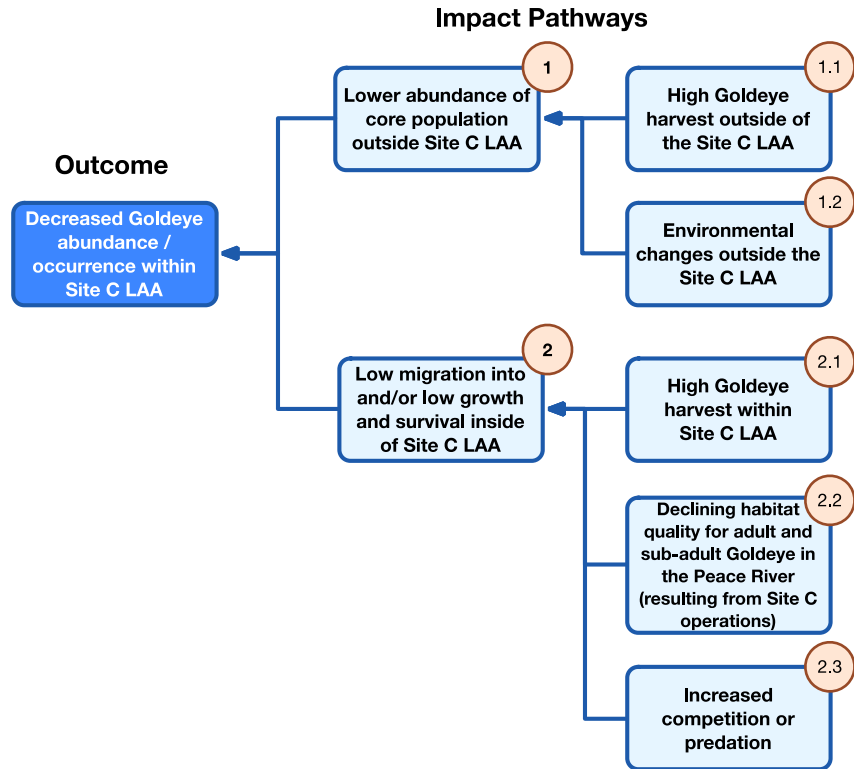 Impact Pathways
Outcome
Decreased Goldeye
abundance /
occurrence within
Site C LAA
1
Lower abundance of
core population
outside Site C LAA
1.1
High Goldeye
harvest outside of
the Site C LAA
1.2
Environmental
changes outside the
Site C LAA
2
Low migration into
and/or low growth
and survival inside
of Site C LAA
2.1
High Goldeye
harvest within
Site C LAA
2.2
Declining habitat
quality for adult and
sub-adult Goldeye in
the Peace River
(resulting from Site C
operations)
2.3
Increased
competition or
predation